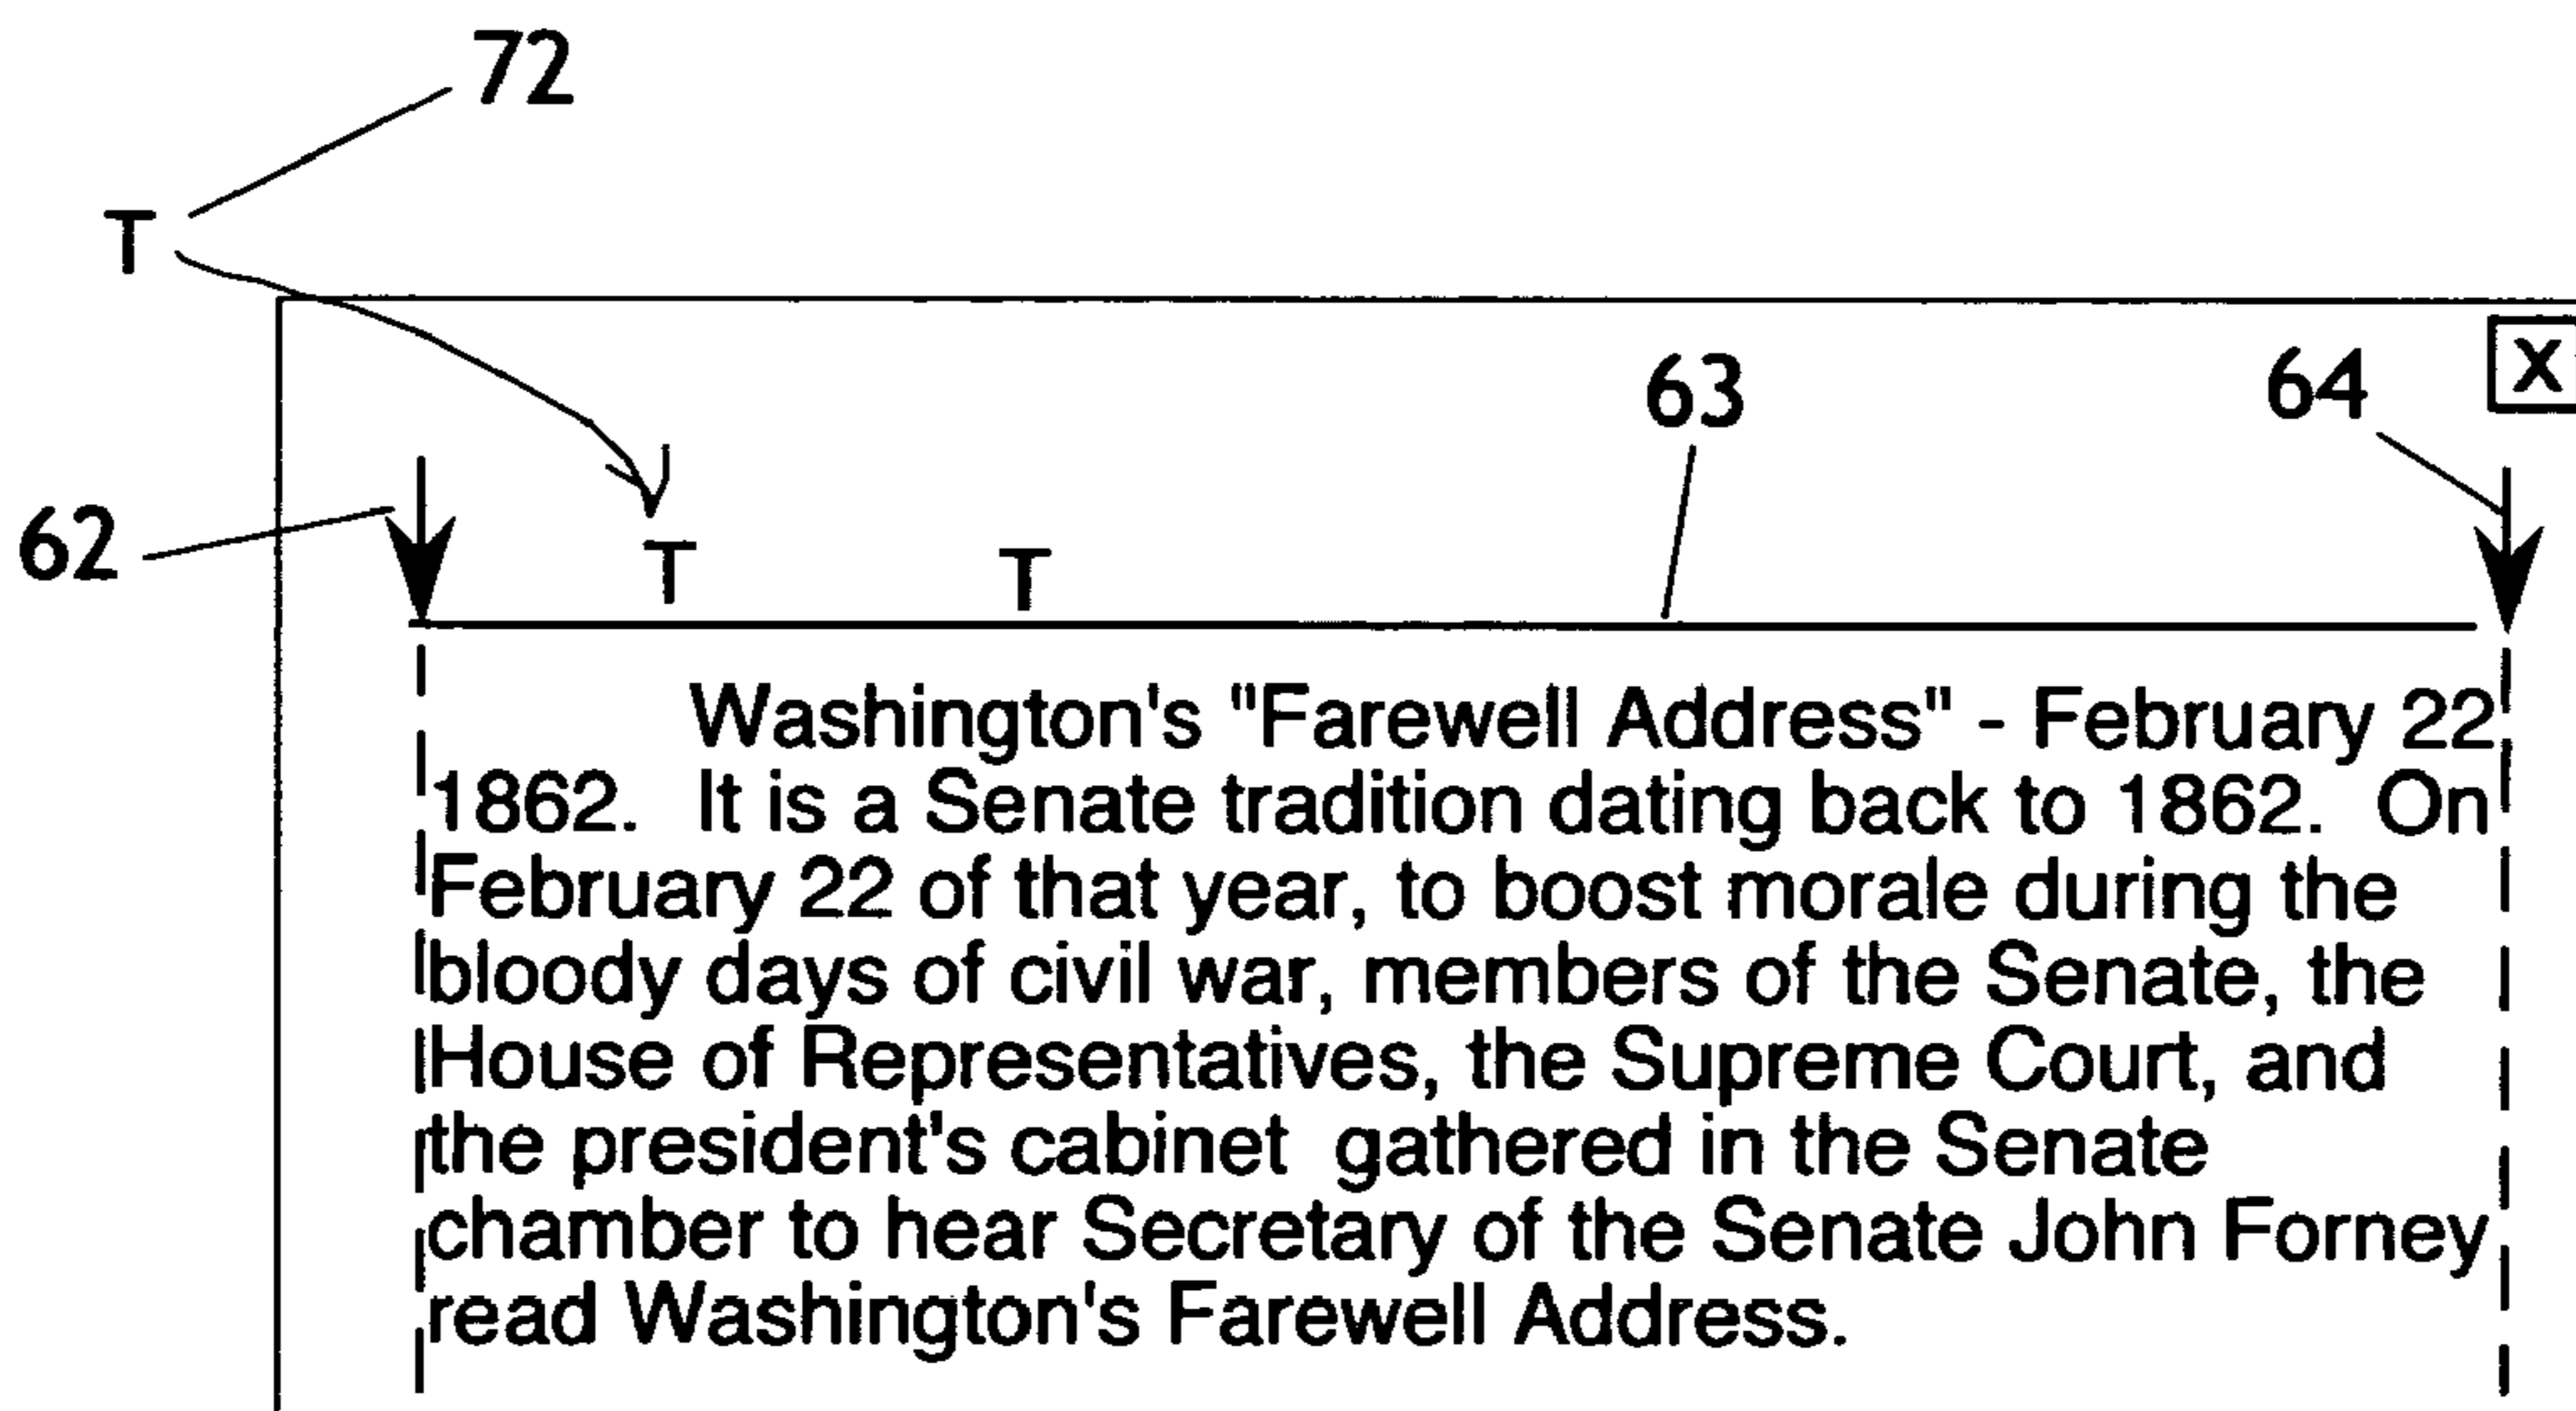 72
T
X
63
64
62
T T
Washington's "Farewell Address" - February 22
1862.  It is a Senate tradition dating back to 1862.  On
February 22 of that year, to boost morale during the
bloody days of civil war, members of the Senate, the
House of Representatives, the Supreme Court, and
the president's cabinet  gathered in the Senate
chamber to hear Secretary of the Senate John Forney
read Washington's Farewell Address.